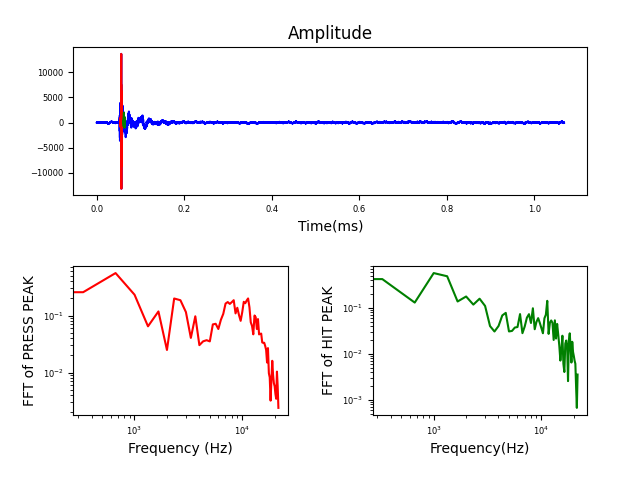 Amplitude
10000
5000
0
−5000
−10000
0.0 0.2 0.4 0.6 0.8 1.0
Time(ms)
FFT of PRESS PEAK
10⁻¹
10⁻²
10³ 10⁴
Frequency (Hz)
FFT of HIT PEAK
10⁻¹
10⁻²
10⁻³
10³ 10⁴
Frequency(Hz)